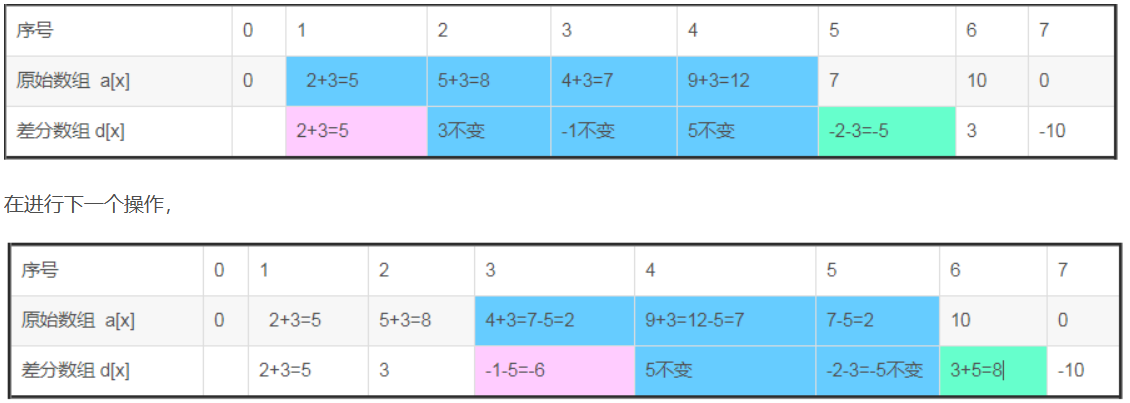 序号 0 1 2 3 4 5 6 7
原始数组 a[x] 0 2+3=5 5+3=8 4+3=7 9+3=12 7 10 0
差分数组 d[x] 2+3=5 3不变 -1不变 5不变 -2-3=-5 3 -10
在进行下一个操作,
序号 0 1 2 3 4 5 6 7
原始数组 a[x] 0 2+3=5 5+3=8 4+3=7-5=2 9+3=12-5=7 7-5=2 10 0
差分数组 d[x] 2+3=5 3 -1-5=-6 5不变 -2-3=-5不变 3+5=8 -10